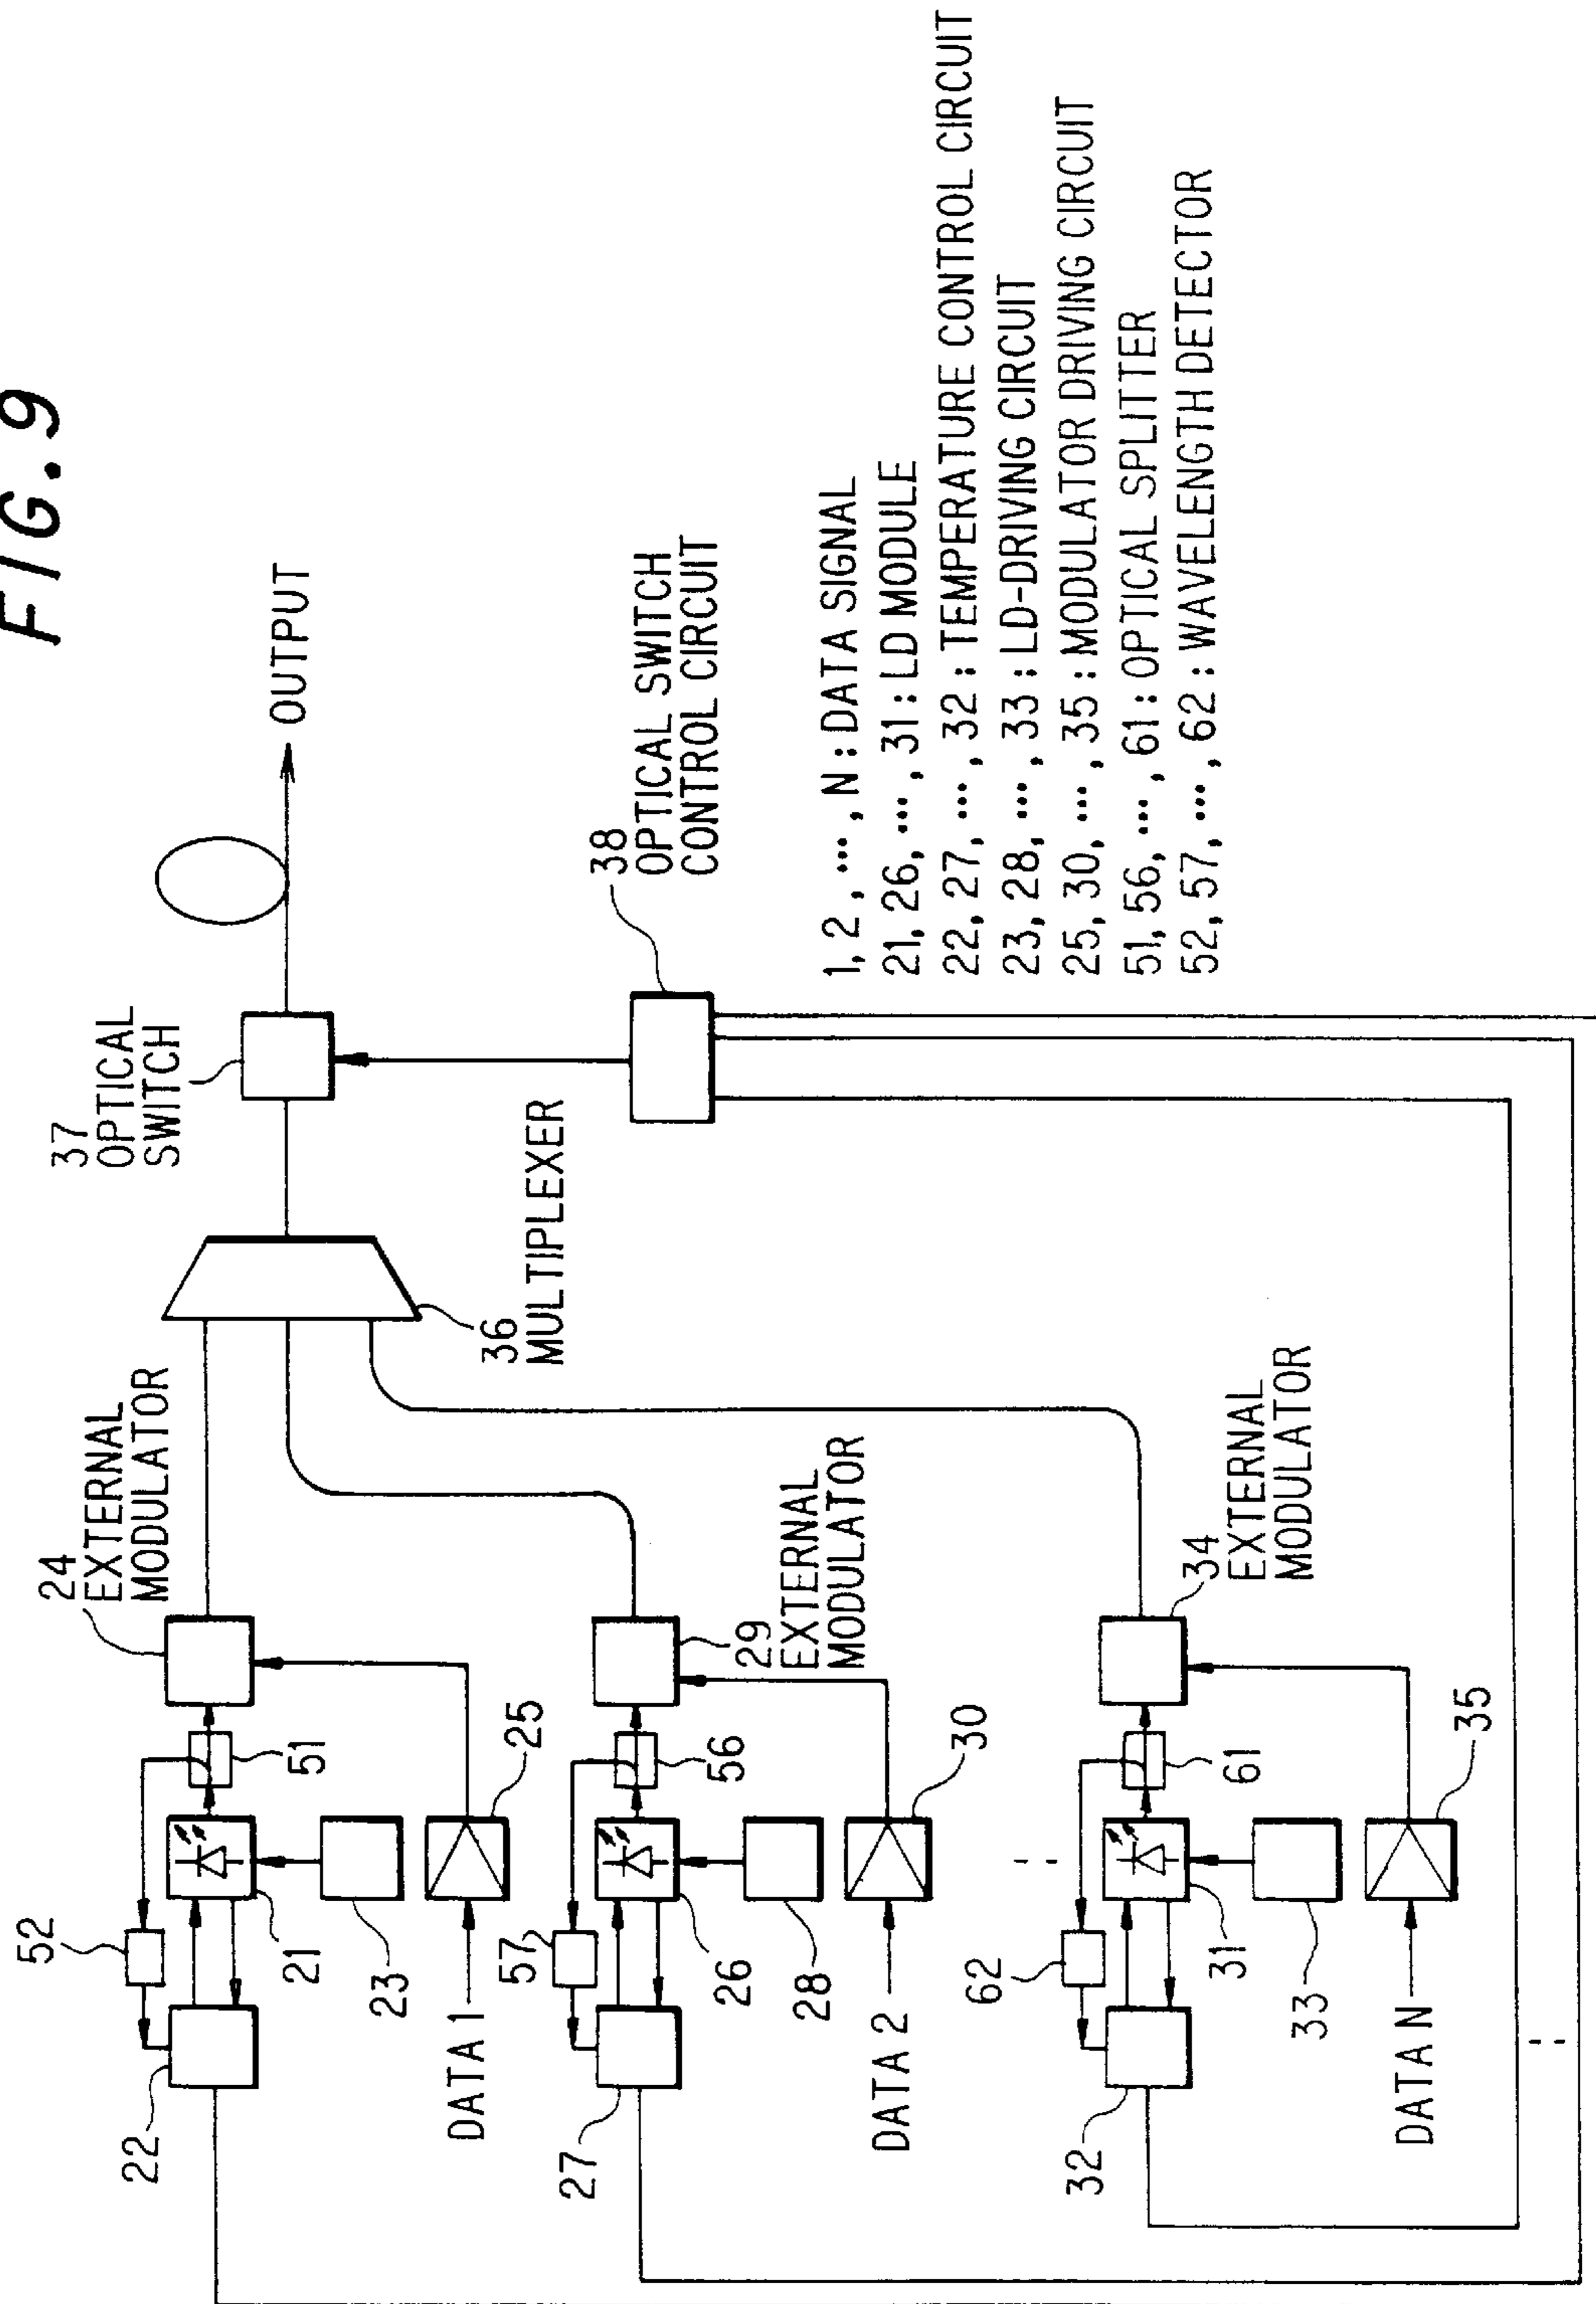 FIG.9
37
OPTICAL
SWITCH
OUTPUT
24
EXTERNAL
MODULATOR
36
MULTIPLEXER
38
OPTICAL SWITCH
CONTROL CIRCUIT
52
51
22
21
23
25
DATA 1
29
EXTERNAL
MODULATOR
57
56
27
26
28
30
DATA 2
34
EXTERNAL
MODULATOR
62
61
32
31
33
35
DATA N
1, 2, ···, N : DATA SIGNAL
21, 26, ···, 31 : LD MODULE
22, 27, ···, 32 : TEMPERATURE CONTROL CIRCUIT
23, 28, ···, 33 : LD-DRIVING CIRCUIT
25, 30, ···, 35 : MODULATOR DRIVING CIRCUIT
51, 56, ···, 61 : OPTICAL SPLITTER
52, 57, ···, 62 : WAVELENGTH DETECTOR